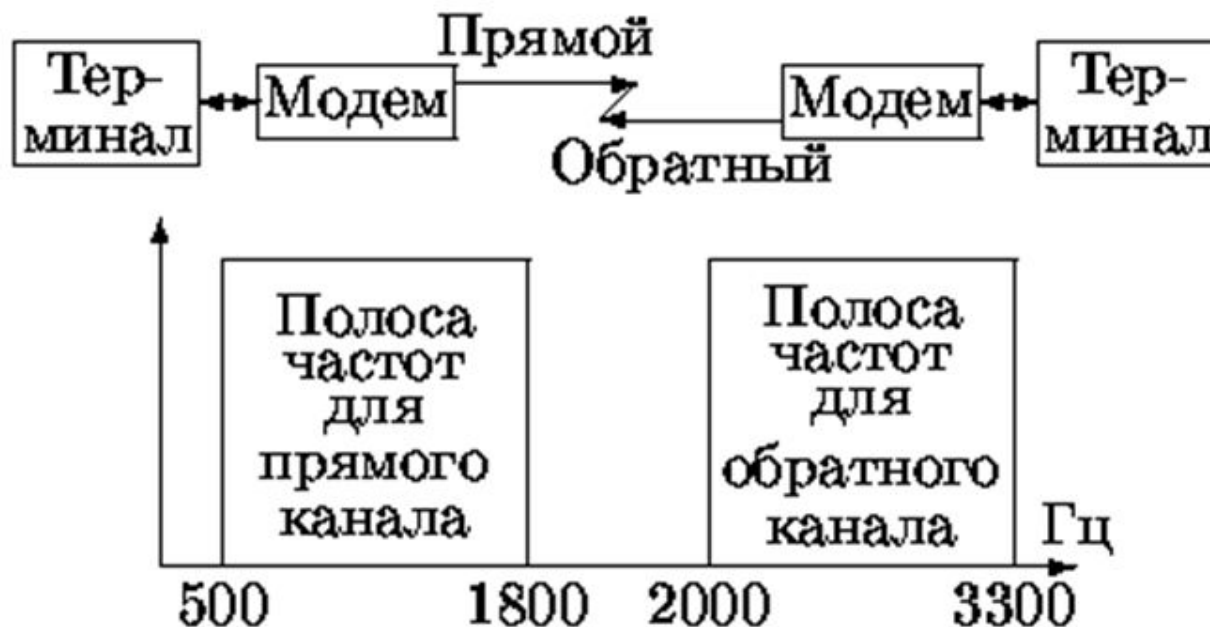 Прямой
Тер-
минал
Модем
Модем
Тер-
минал
Обратный
Полоса
частот
для
прямого
канала
Полоса
частот
для
обратного
канала
Гц
500
1800
2000
3300